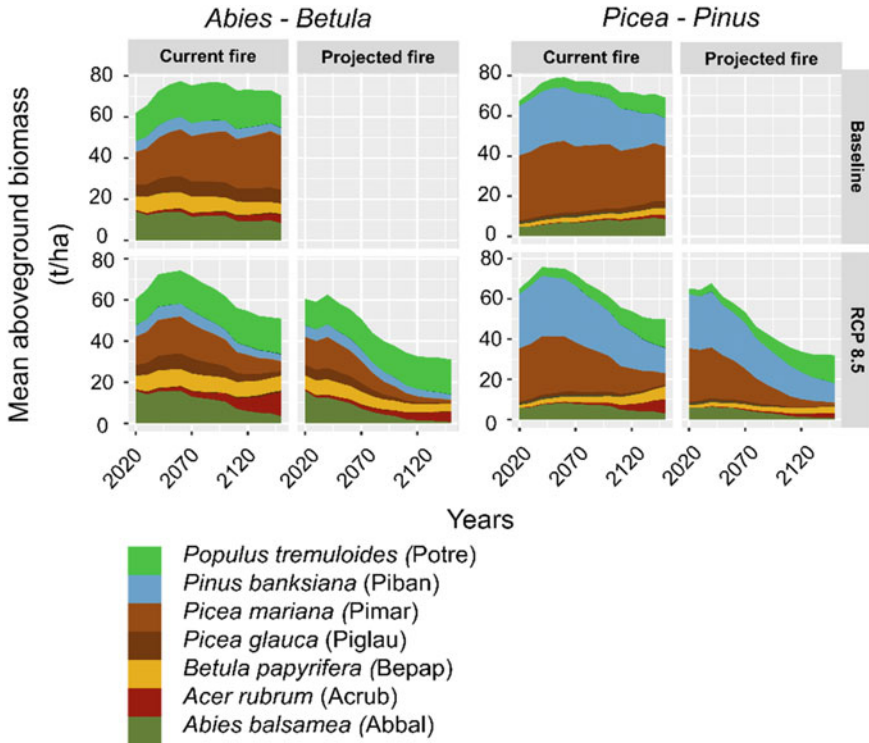 Abies - Betula
Picea - Pinus
Current fire
Projected fire
Current fire
Projected fire
Mean aboveground biomass
(t/ha)
80
60
40
20
0
80
60
40
20
0
Baseline
80
60
40
20
0
80
60
40
20
0
RCP 8.5
2020
2070
2120
2020
2070
2120
2020
2070
2120
2020
2070
2120
Years
Populus tremuloides (Potre)
Pinus banksiana (Piban)
Picea mariana (Pimar)
Picea glauca (Piglau)
Betula papyrifera (Bepap)
Acer rubrum (Acrub)
Abies balsamea (Abbal)